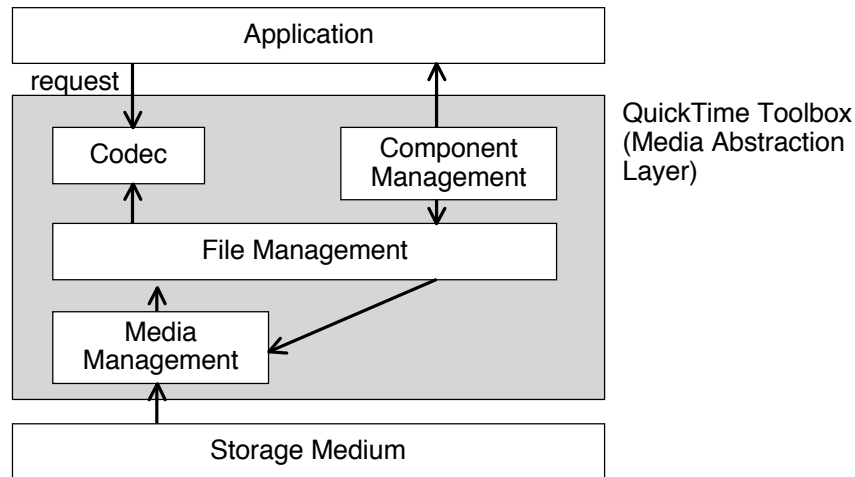 Application
request
QuickTime Toolbox
(Media Abstraction
Layer)
Codec
Component
Management
File Management
Media
Management
Storage Medium